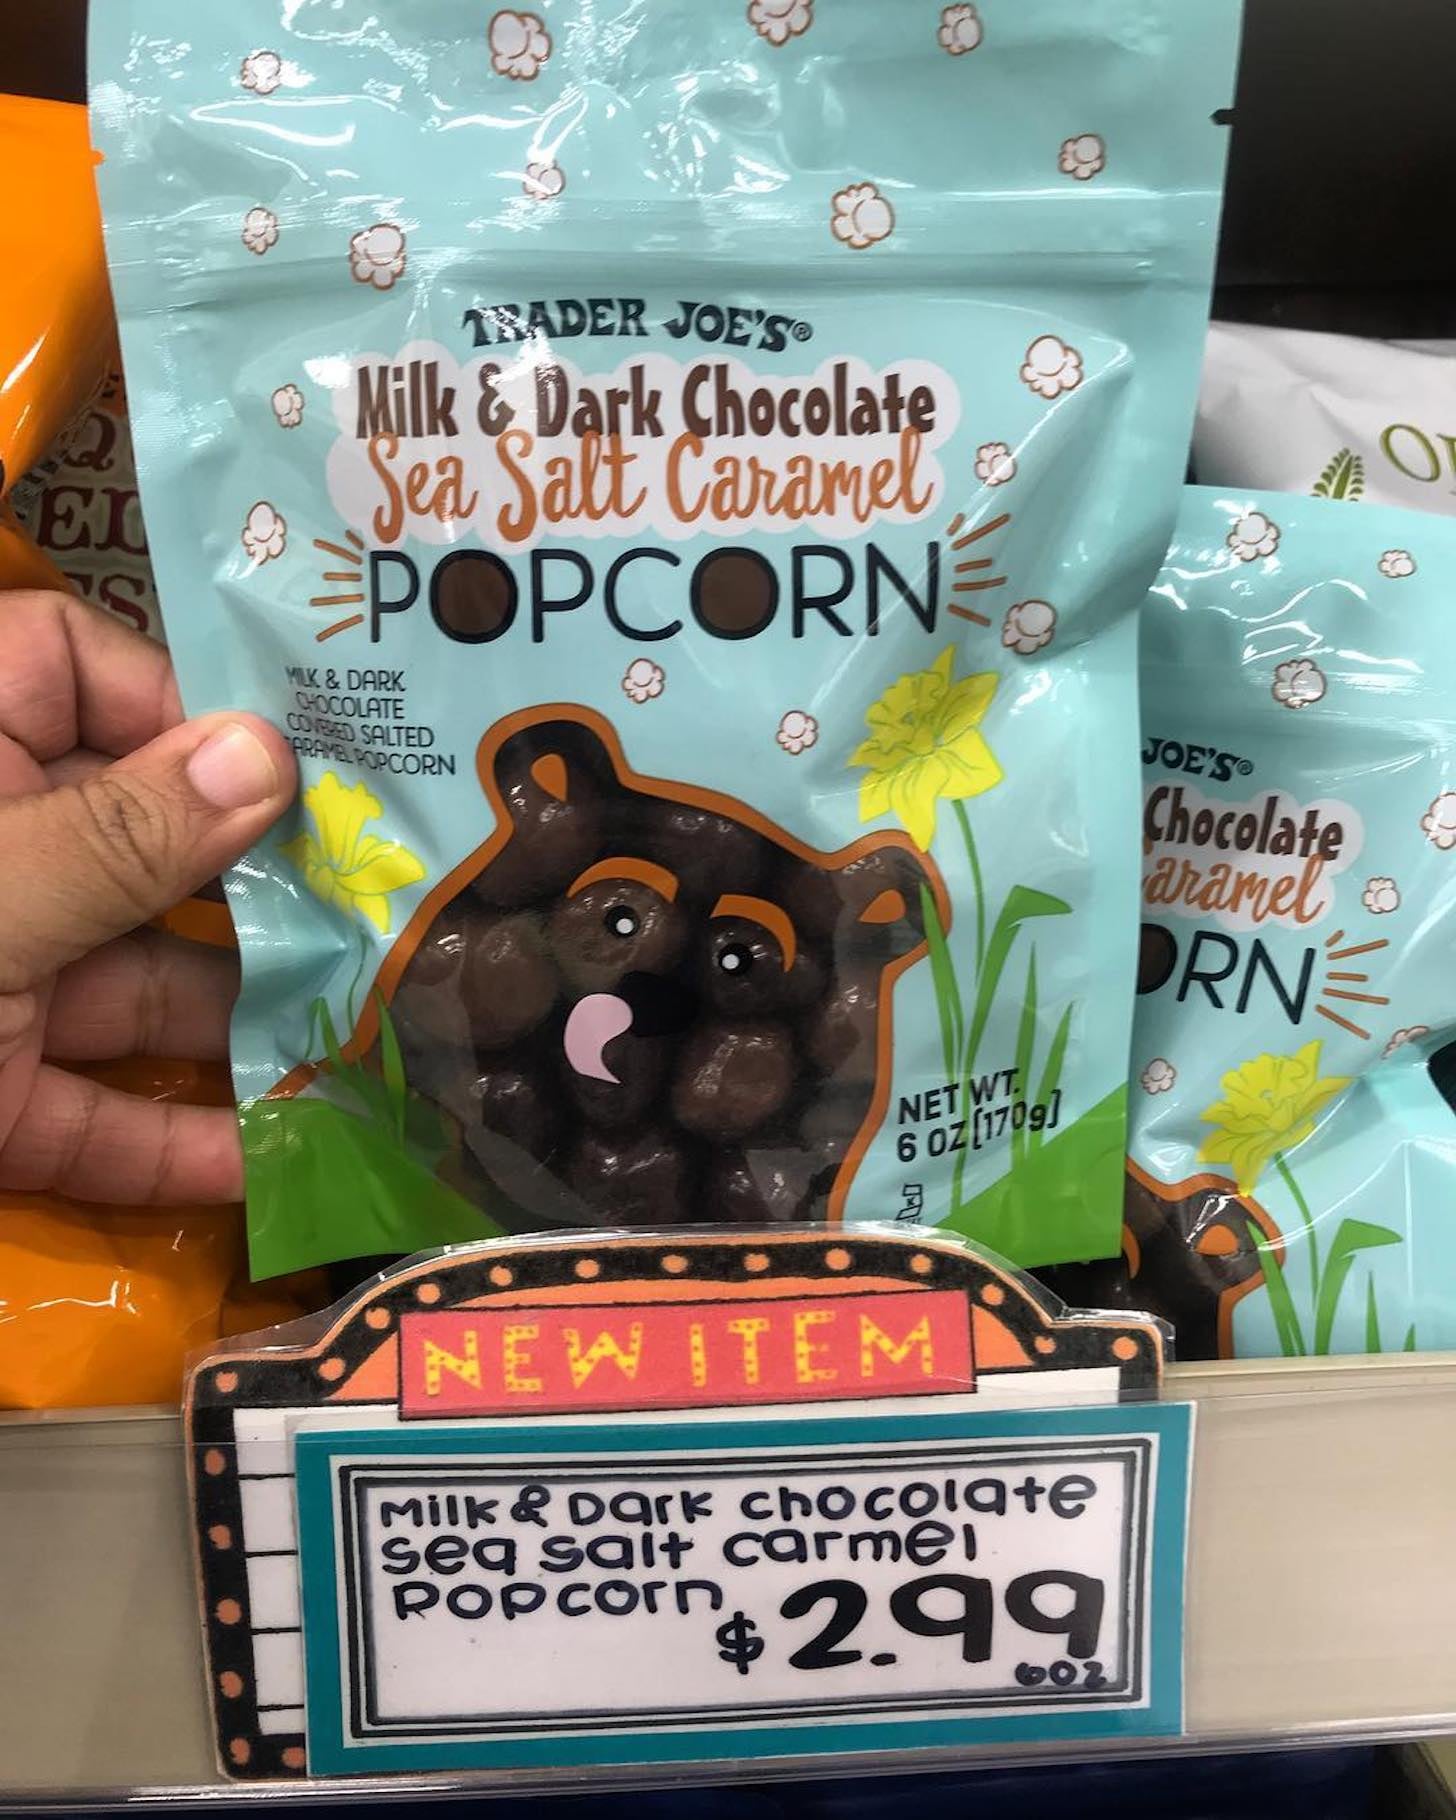 TRADER JOE'S®
Milk & Dark Chocolate
Sea Salt Caramel
POPCORN
MILK & DARK
CHOCOLATE
COVERED SALTED
CARAMEL POPCORN
NET WT.
6 OZ [170g]
JOE'S®
Chocolate
aramel
ORN
NEW ITEM
Milk & Dark chocolate
sea salt carmel
POPcorn
$2.99
6oz